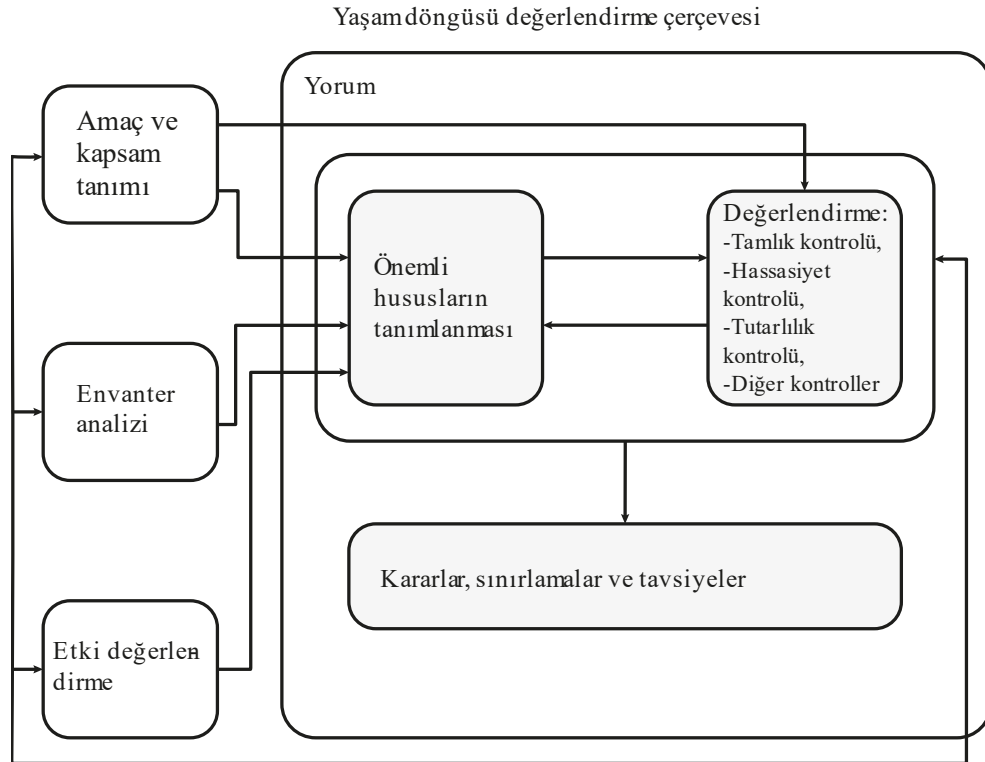 Yaşam döngüsü değerlendirme çerçevesi
Yorum
Amaç ve
kapsam
tanımı
Önemli
hususların
tanımlanması
Değerlendirme:
-Tamlık kontrolü,
-Hassasiyet
kontrolü,
-Tutarlılık
kontrolü,
-Diğer kontroller
Envanter
analizi
Kararlar, sınırlamalar ve tavsiyeler
Etki değerlen-
dirme